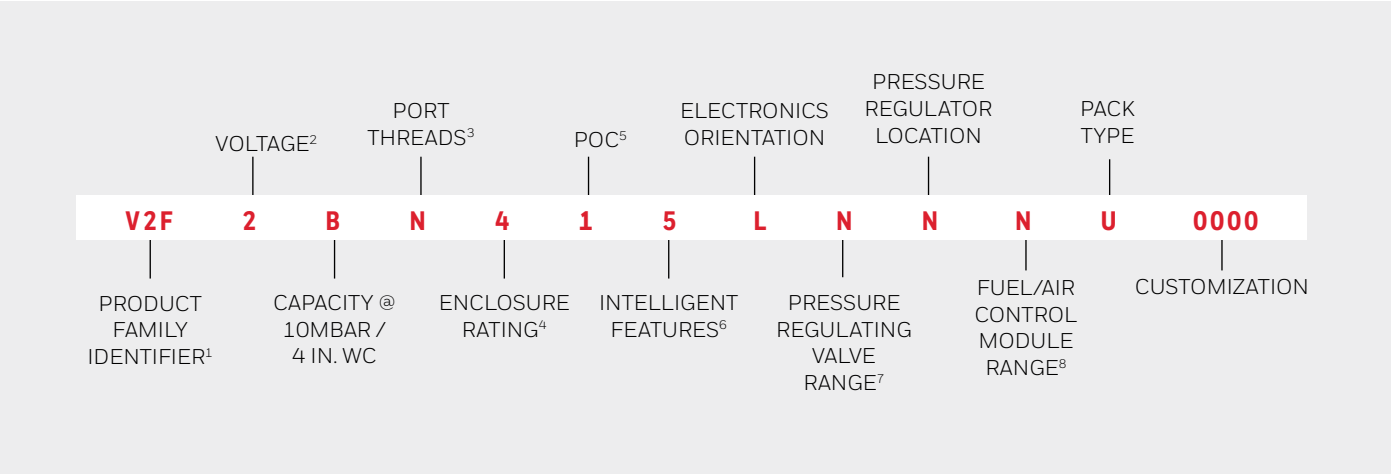 PORT
THREADS³
VOLTAGE²
POC⁵
ELECTRONICS
ORIENTATION
PRESSURE
REGULATOR
LOCATION
PACK
TYPE
V2F 2 B N 4 1 5 L N N N U 0000
PRODUCT
FAMILY
IDENTIFIER¹
CAPACITY @
10MBAR /
4 IN. WC
ENCLOSURE
RATING⁴
INTELLIGENT
FEATURES⁶
PRESSURE
REGULATING
VALVE
RANGE⁷
FUEL/AIR
CONTROL
MODULE
RANGE⁸
CUSTOMIZATION